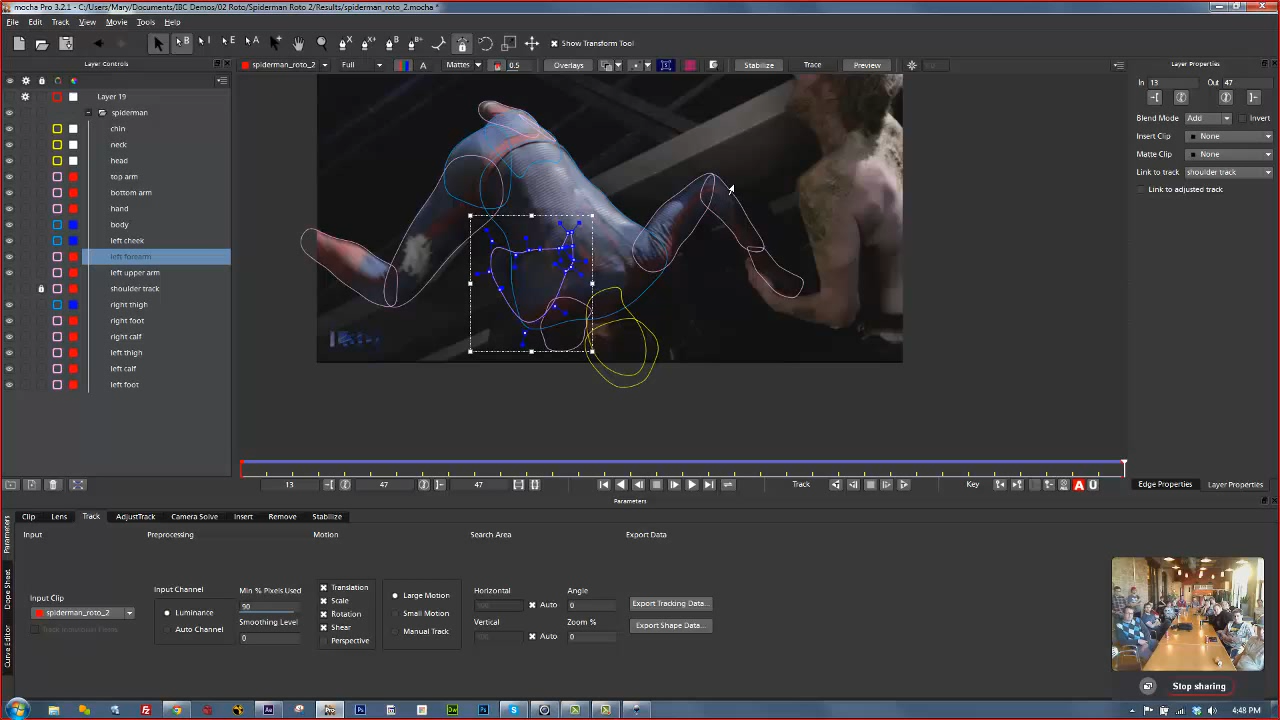 mocha Pro 3.2.1 - C:/Users/Mary/Documents/IBC Demos/02 Roto/Spiderman Roto 2/Results/spiderman_roto_2.mocha *
File Edit Track View Movie Tools Help
Show Transform Tool
Layer Controls
spiderman_roto_2 Full A Mattes 0.5 Overlays Stabilize Trace Preview
Layer Properties
Layer 19
spiderman
chin
neck
head
top arm
bottom arm
hand
body
left cheek
left forearm
left upper arm
shoulder track
right thigh
right foot
right calf
left thigh
left calf
left foot
In 13 Out 47
Blend Mode Add Invert
Insert Clip None
Matte Clip None
Link to track shoulder track
Link to adjusted track
13 47 47 Track Key A Edge Properties Layer Properties
Parameters
Clip Lens Track AdjustTrack Camera Solve Insert Remove Stabilize
Parameters
Dope Sheet
Curve Editor
Input Preprocessing Motion Search Area Export Data
Input Clip
spiderman_roto_2
Input Channel
Luminance
Auto Channel
Min % Pixels Used
90
Smoothing Level
0
Translation
Scale
Rotation
Shear
Perspective
Large Motion
Small Motion
Manual Track
Horizontal
Auto
Vertical
Auto
Angle
0
Zoom %
0
Export Tracking Data...
Export Shape Data...
Stop sharing
4:48 PM